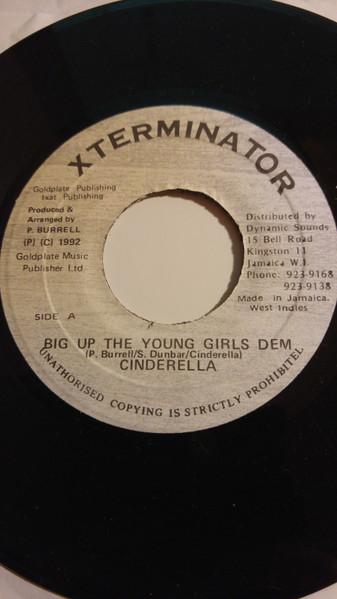 XTERMINATOR
Goldplate Publishing
Ixat Publishing
Produced &
Arranged by
P. BURRELL
(P) (C) 1992
Goldplate Music
Publisher Ltd
Distributed by
Dynamic Sounds
15 Bell Road
Kingston 11
Jamaica W.I.
Phone: 923-9168
923-9138
Made in Jamaica.
West Indies
SIDE A
BIG UP THE YOUNG GIRLS DEM
(P. Burrell/S. Dunbar/Cinderella)
CINDERELLA
UNATHORISED COPYING IS STRICTLY PROHIBITEL